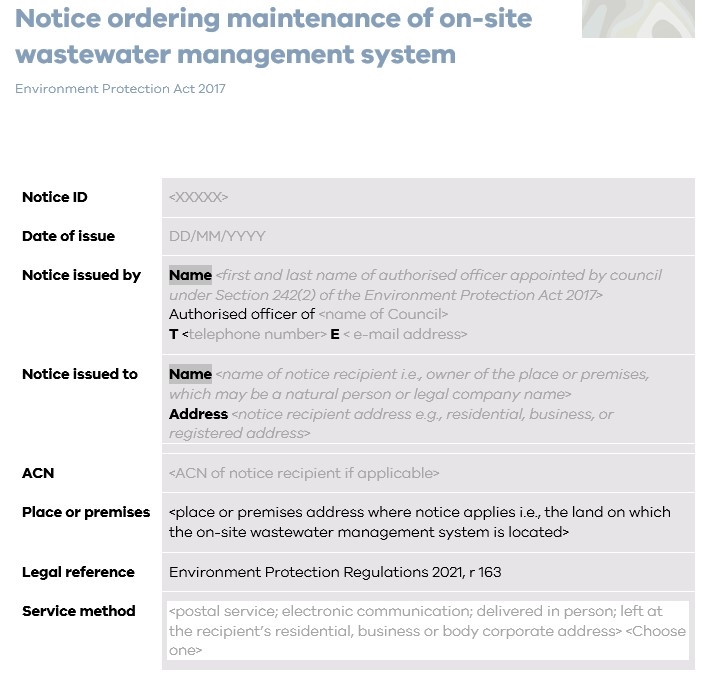 Notice ordering maintenance of on-site
wastewater management system
Environment Protection Act 2017
Notice ID <XXXXX>
Date of issue DD/MM/YYYY
Notice issued by Name <first and last name of authorised officer appointed by council
under Section 242(2) of the Environment Protection Act 2017>
Authorised officer of <name of Council>
T <telephone number> E < e-mail address>
Notice issued to Name <name of notice recipient i.e., owner of the place or premises,
which may be a natural person or legal company name>
Address <notice recipient address e.g., residential, business, or
registered address>
ACN <ACN of notice recipient if applicable>
Place or premises <place or premises address where notice applies i.e., the land on which
the on-site wastewater management system is located>
Legal reference Environment Protection Regulations 2021, r 163
Service method <postal service; electronic communication; delivered in person; left at
the recipient's residential, business or body corporate address> <Choose
one>